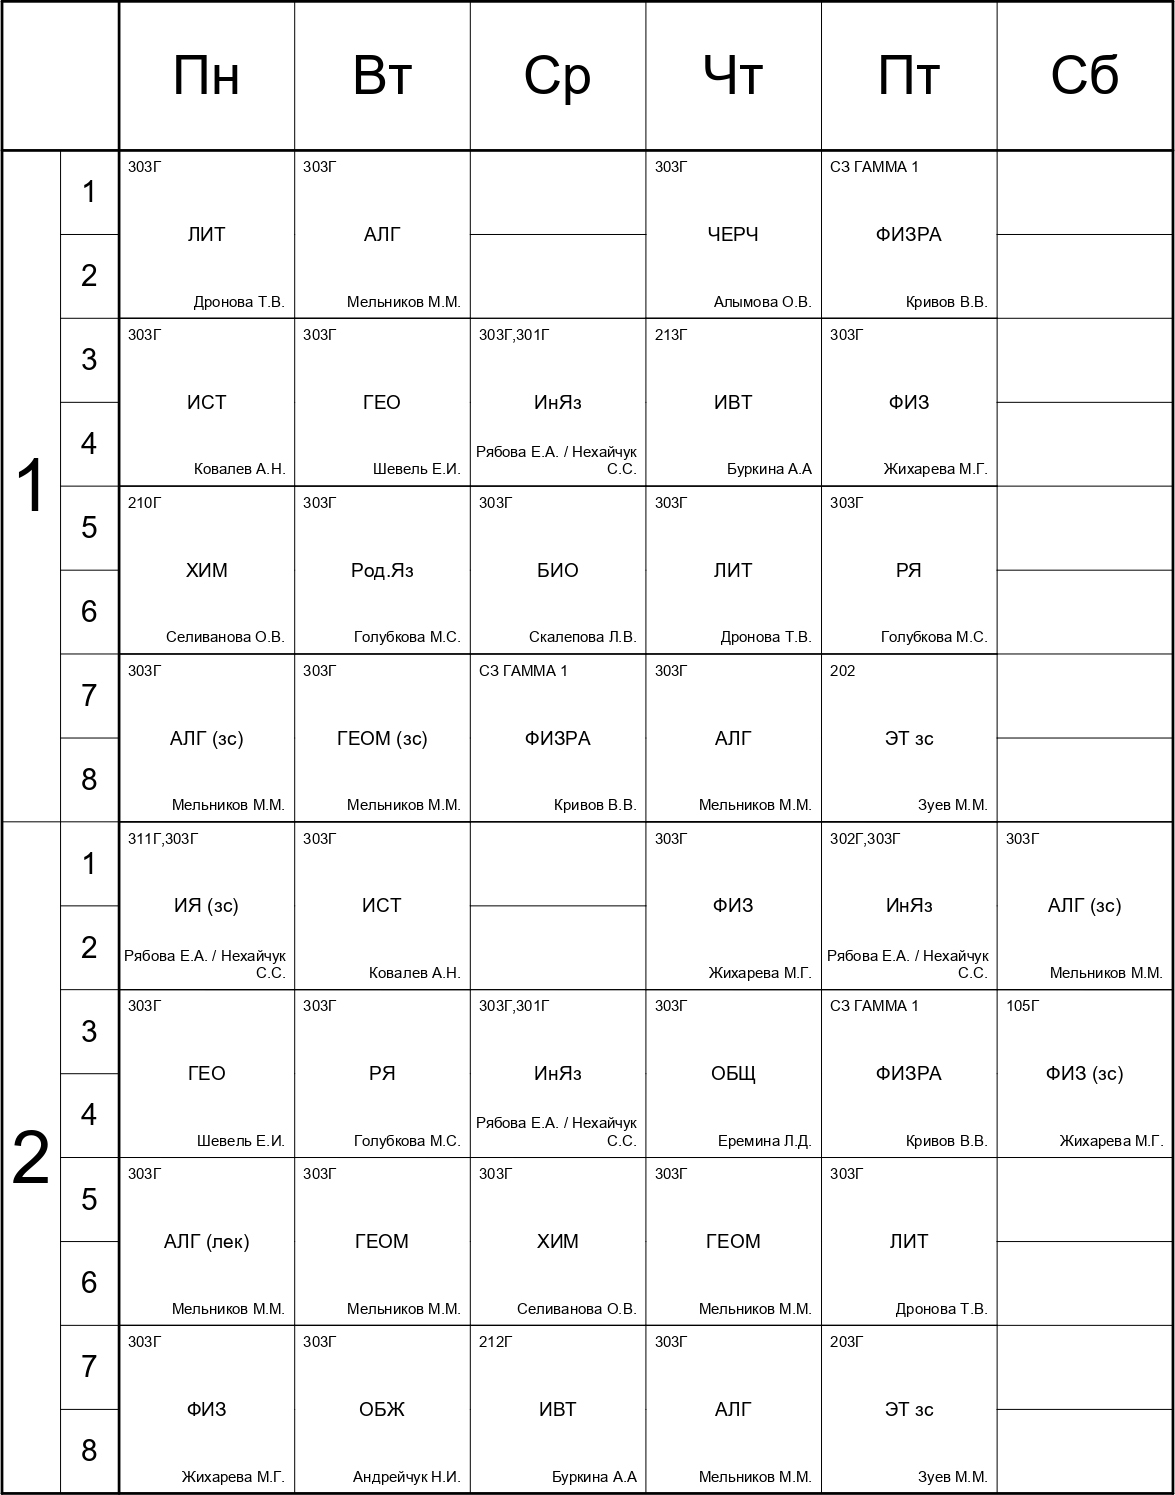 Пн Вт Ср Чт Пт Сб
1
1
303Г 303Г 303Г СЗ ГАММА 1
ЛИТ АЛГ ЧЕРЧ ФИЗРА
2
Дронова Т.В. Мельников М.М. Алымова О.В. Кривов В.В.
3
303Г 303Г 303Г,301Г 213Г 303Г
ИСТ ГЕО ИнЯз ИВТ ФИЗ
4
Рябова Е.А. / Нехайчук
Ковалев А.Н. Шевель Е.И. С.С. Буркина А.А Жихарева М.Г.
5
210Г 303Г 303Г 303Г 303Г
ХИМ Род.Яз БИО ЛИТ РЯ
6
Селиванова О.В. Голубкова М.С. Скалепова Л.В. Дронова Т.В. Голубкова М.С.
7
303Г 303Г СЗ ГАММА 1 303Г 202
АЛГ (зс) ГЕОМ (зс) ФИЗРА АЛГ ЭТ зс
8
Мельников М.М. Мельников М.М. Кривов В.В. Мельников М.М. Зуев М.М.
2
1
311Г,303Г 303Г 303Г 302Г,303Г 303Г
ИЯ (зс) ИСТ ФИЗ ИнЯз АЛГ (зс)
2
Рябова Е.А. / Нехайчук Рябова Е.А. / Нехайчук
С.С. Ковалев А.Н. Жихарева М.Г. С.С. Мельников М.М.
3
303Г 303Г 303Г,301Г 303Г СЗ ГАММА 1 105Г
ГЕО РЯ ИнЯз ОБЩ ФИЗРА ФИЗ (зс)
4
Рябова Е.А. / Нехайчук
Шевель Е.И. Голубкова М.С. С.С. Еремина Л.Д. Кривов В.В. Жихарева М.Г.
5
303Г 303Г 303Г 303Г 303Г
АЛГ (лек) ГЕОМ ХИМ ГЕОМ ЛИТ
6
Мельников М.М. Мельников М.М. Селиванова О.В. Мельников М.М. Дронова Т.В.
7
303Г 303Г 212Г 303Г 203Г
ФИЗ ОБЖ ИВТ АЛГ ЭТ зс
8
Жихарева М.Г. Андрейчук Н.И. Буркина А.А Мельников М.М. Зуев М.М.